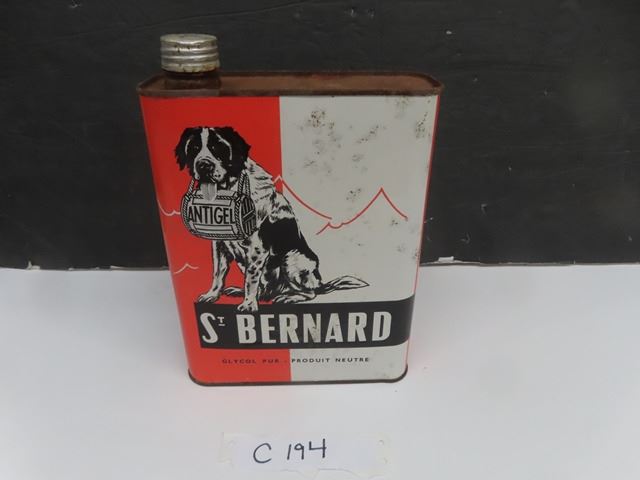 ANTIGEL
ST BERNARD
GLYCOL PUR - PRODUIT NEUTRE
C 194